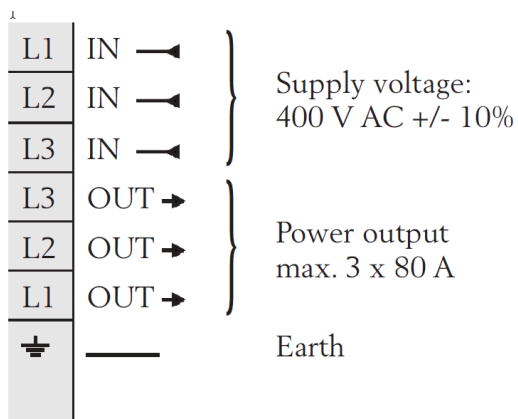 L1 IN
L2 IN
L3 IN
Supply voltage:
400 V AC +/- 10%
L3 OUT
L2 OUT
L1 OUT
Power output
max. 3 x 80 A
Earth